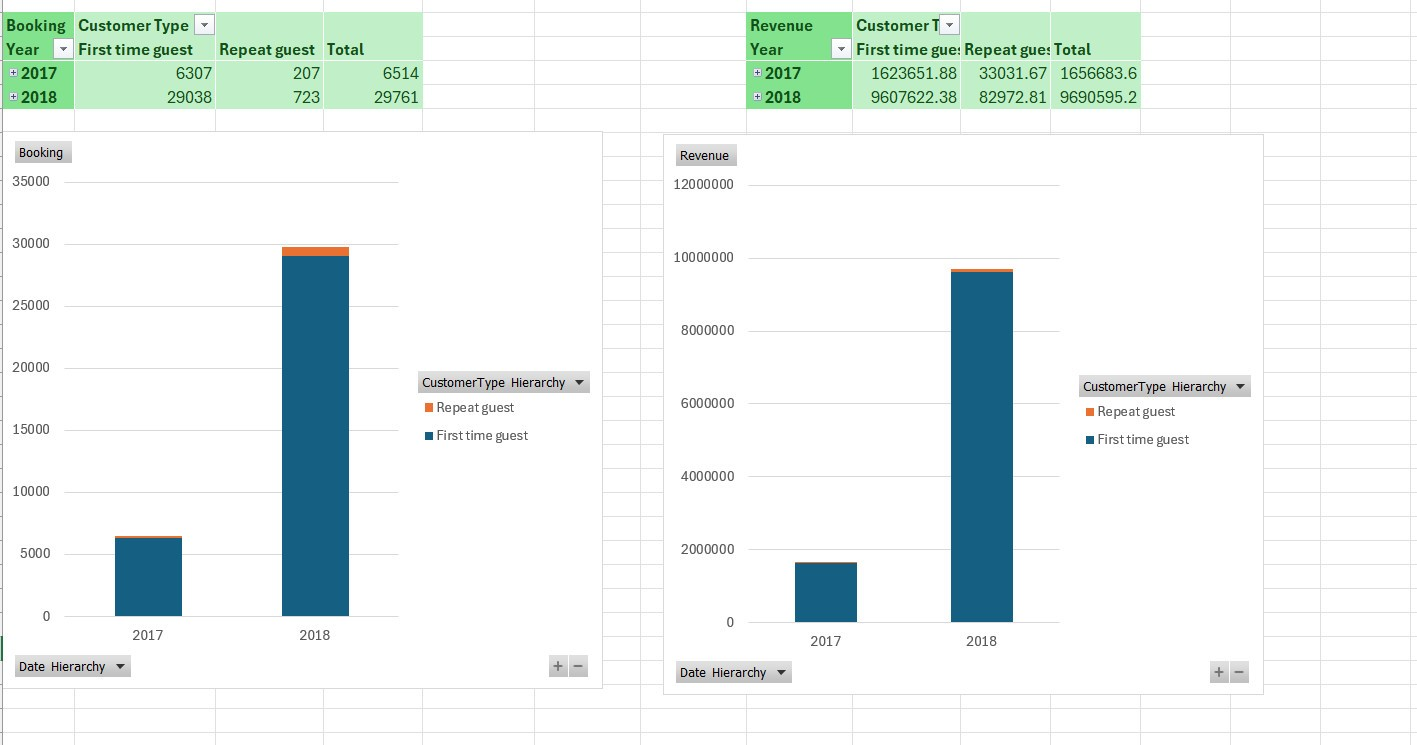 Booking Customer Type
Year First time guest Repeat guest Total
2017 6307 207 6514
2018 29038 723 29761
Revenue Customer T
Year First time gues Repeat gues Total
2017 1623651.88 33031.67 1656683.6
2018 9607622.38 82972.81 9690595.2
Booking
35000
30000
25000
20000
15000
10000
5000
0
2017 2018
CustomerType Hierarchy
Repeat guest
First time guest
Date Hierarchy
+ −
Revenue
12000000
10000000
8000000
6000000
4000000
2000000
0
2017 2018
CustomerType Hierarchy
Repeat guest
First time guest
Date Hierarchy
+ −